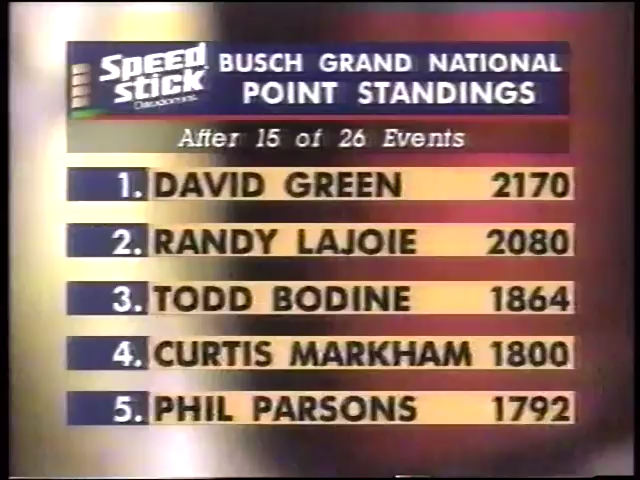 Speed Stick Deodorant
BUSCH GRAND NATIONAL
POINT STANDINGS
After 15 of 26 Events
1. DAVID GREEN 2170
2. RANDY LAJOIE 2080
3. TODD BODINE 1864
4. CURTIS MARKHAM 1800
5. PHIL PARSONS 1792